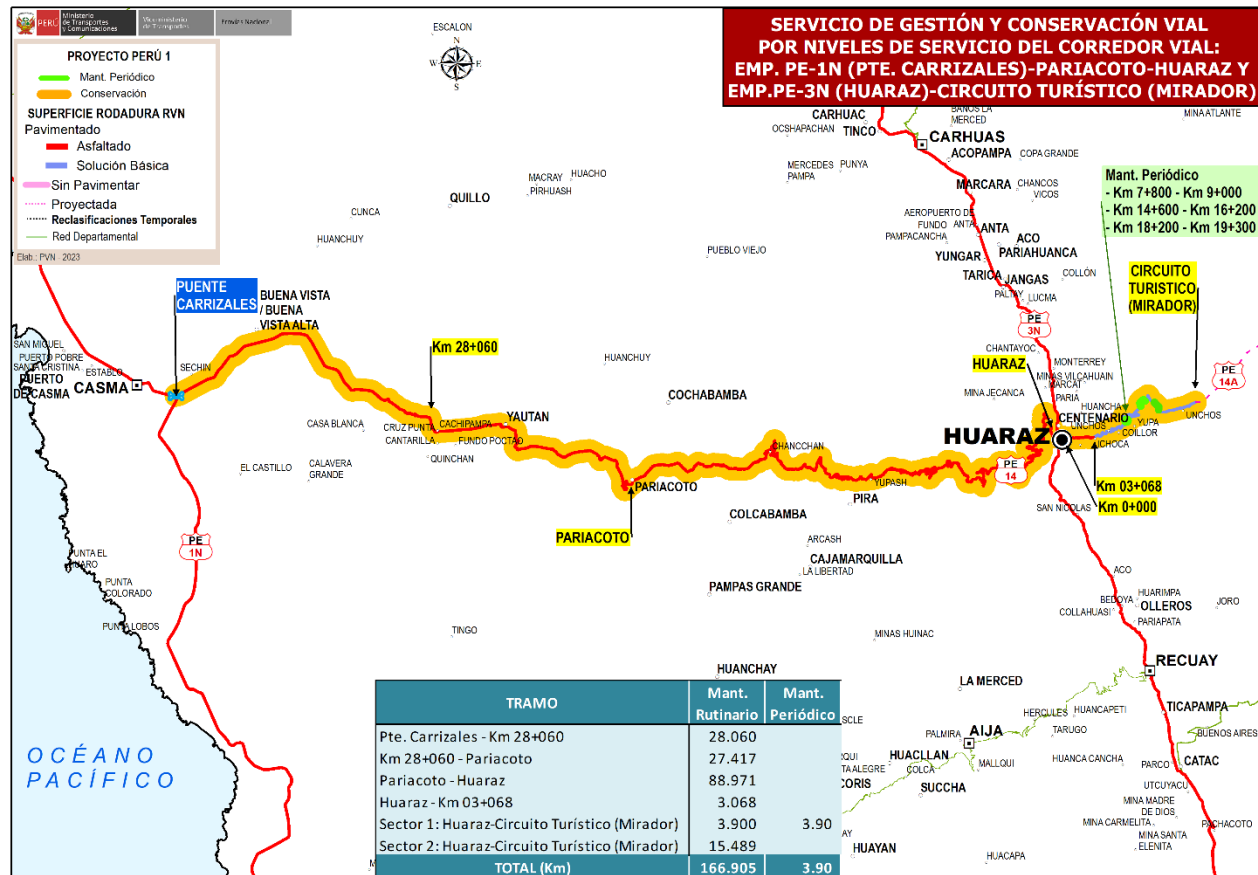 PERÚ
Ministerio
de Transportes
y Comunicaciones
Viceministerio
de Transportes
Provías Nacional
PROYECTO PERÚ 1
Mant. Periódico
Conservación
SUPERFICIE RODADURA RVN
Pavimentado
Asfaltado
Solución Básica
Sin Pavimentar
Proyectada
Reclasificaciones Temporales
Red Departamental
Elab.: PVN - 2023
SERVICIO DE GESTIÓN Y CONSERVACIÓN VIAL
POR NIVELES DE SERVICIO DEL CORREDOR VIAL:
EMP. PE-1N (PTE. CARRIZALES)-PARIACOTO-HUARAZ Y
EMP.PE-3N (HUARAZ)-CIRCUITO TURÍSTICO (MIRADOR)
N
W
E
S
ESCALON
CARHUAC
TINCO
OCSHAPACHAN
BAÑOS LA
MERCED
MINA ATLANTE
CARHUAS
ACOPAMPA
COPA GRANDE
MERCEDES
PAMPA
PUNYA
MACRAY
PIRHUASH
HUACHO
QUILLO
CUNCA
HUANCHUY
MARCARA
CHANCOS
VICOS
AEROPUERTO DE
ANTA
FUNDO
PAMPACANCHA
ANTA
ACO
PARIAHUANCA
PUEBLO VIEJO
YUNGAR
TARICA
JANGAS
COLLÓN
PALTAY
LUCMA
Mant. Periódico
- Km 7+800 - Km 9+000
- Km 14+600 - Km 16+200
- Km 18+200 - Km 19+300
CIRCUITO
TURISTICO
(MIRADOR)
PUENTE
CARRIZALES
BUENA VISTA
/ BUENA
VISTA ALTA
Km 28+060
PE
3N
CHANTAYOC
HUARAZ
MONTERREY
MINAS VILCAHUAIN
MARCAT
PARIA
MINA JECANCA
PE
14A
SAN MIGUEL
PUERTO POBRE
SANTA CRISTINA
ESTABLO
PUERTO
DE CASMA
CASMA
SECHIN
HUANCHUY
COCHABAMBA
HUANCHA
CENTENARIO
UNCHOS
YUPA
COILLOR
UNCHOS
UCHOCA
HUARAZ
CASA BLANCA
CRUZ PUNTA
CACHIPAMPA
CANTARILLA
FUNDO POCTAO
YAUTAN
QUINCHAN
EL CASTILLO
CALAVERA
GRANDE
CHANCCHAN
PE
14
YUPASH
PARIACOTO
PIRA
Km 03+068
Km 0+000
SAN NICOLAS
COLCABAMBA
PARIACOTO
PE
1N
ARCASH
CAJAMARQUILLA
LA LIBERTAD
PAMPAS GRANDE
PUNTA
COLORADO
PUNTA LOBOS
TINGO
ACO
BEDOYA
HUARIMPA
OLLEROS
COLLAHUASI
PARIAPATA
JORO
MINAS HUINAC
HUANCHAY
LA MERCED
RECUAY
HERCULES
HUANCAPETI
TICAPAMPA
PALMIRA
AIJA
TARUGO
BUENOS AIRES
HUACLLAN
COLCA
MALLQUI
HUANCA CANCHA
PARCO
CATAC
CORIS
SUCCHA
UTCUYACU
MINA MADRE
DE DIOS
MINA CARMELITA
PACHACOTO
MINA SANTA
ELENITA
HUAYAN
HUACAPA
OCÉANO
PACÍFICO
TRAMO Mant. Rutinario Mant. Periódico
Pte. Carrizales - Km 28+060 28.060
Km 28+060 - Pariacoto 27.417
Pariacoto - Huaraz 88.971
Huaraz - Km 03+068 3.068
Sector 1: Huaraz-Circuito Turístico (Mirador) 3.900 3.90
Sector 2: Huaraz-Circuito Turístico (Mirador) 15.489
TOTAL (Km) 166.905 3.90